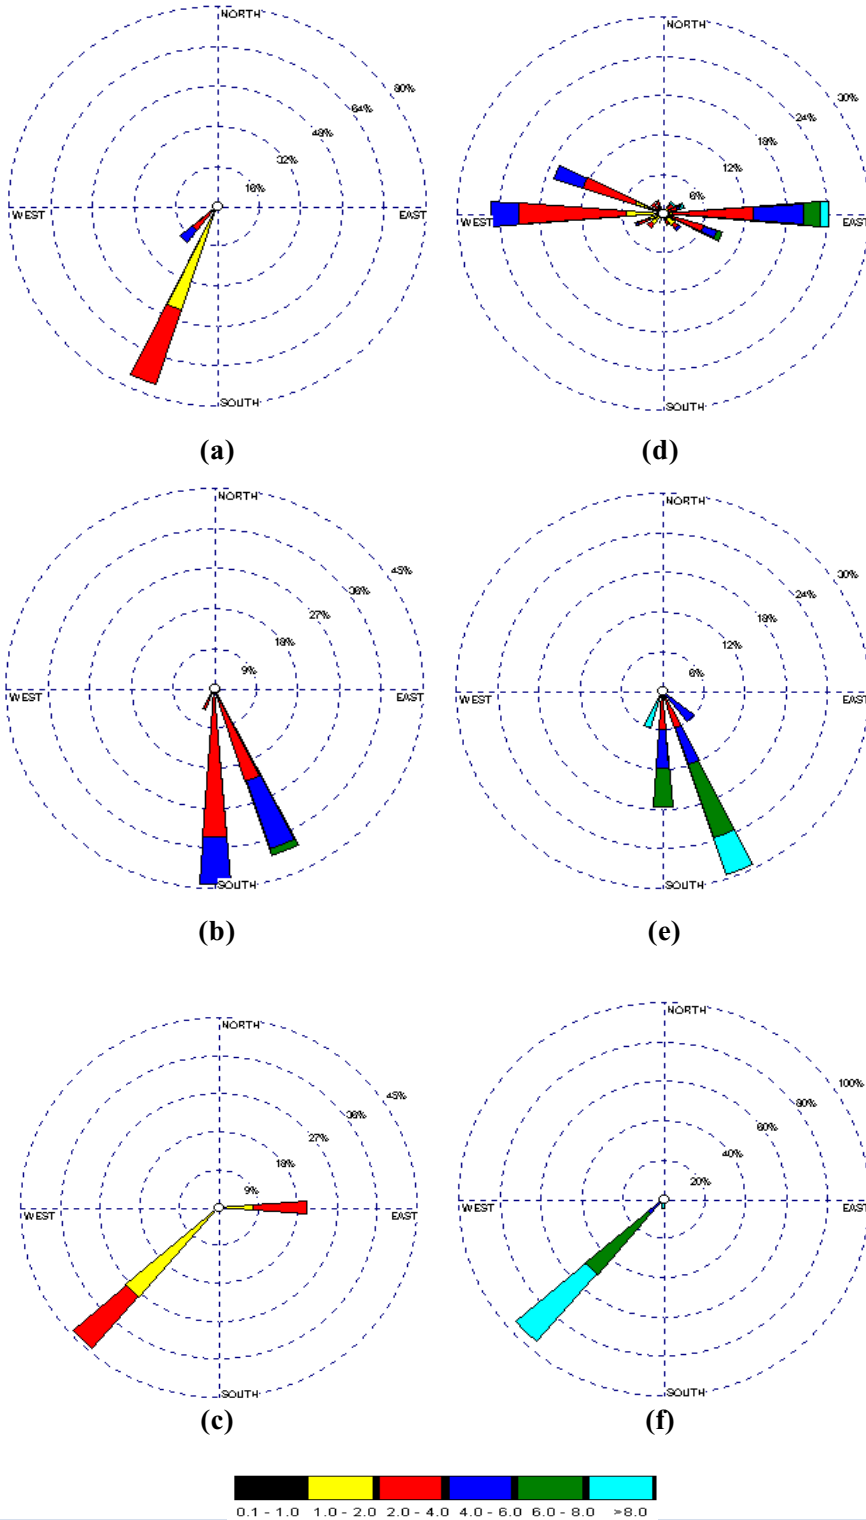 NORTH
80%
64%
48%
32%
16%
WEST
EAST
SOUTH
(a)
NORTH
30%
24%
18%
12%
6%
WEST
EAST
SOUTH
(d)
NORTH
45%
36%
27%
18%
9%
WEST
EAST
SOUTH
(b)
NORTH
30%
24%
18%
12%
6%
WEST
EAST
SOUTH
(e)
NORTH
45%
36%
27%
18%
9%
WEST
EAST
SOUTH
(c)
NORTH
100%
80%
60%
40%
20%
WEST
EAST
SOUTH
(f)
0.1 - 1.0 1.0 - 2.0 2.0 - 4.0 4.0 - 6.0 6.0 - 8.0 >8.0